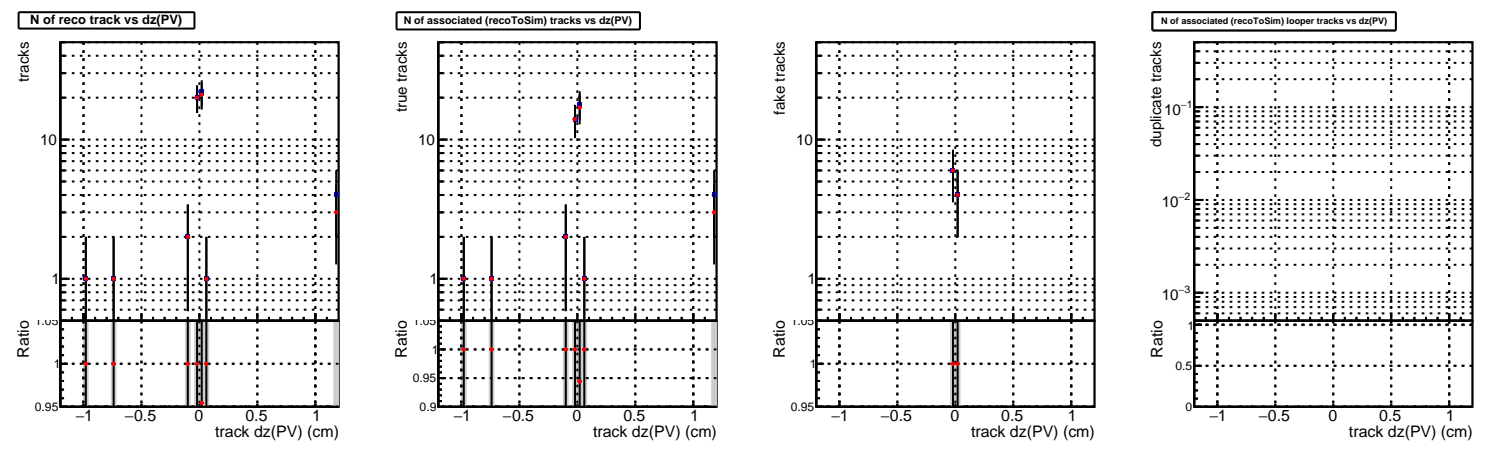 N of reco track vs dz(PV)
tracks
10
1
1.05
Ratio
1
0.95
−1 −0.5 0 0.5 1
track dz(PV) (cm)
N of associated (recoToSim) tracks vs dz(PV)
true tracks
10
1
1.05
Ratio
1
0.95
0.9
−1 −0.5 0 0.5 1
track dz(PV) (cm)
fake tracks
10
1
1.05
Ratio
1
0.95
−1 −0.5 0 0.5 1
track dz(PV) (cm)
N of associated (recoToSim) looper tracks vs dz(PV)
duplicate tracks
10−1
10−2
10−3
Ratio
1
0.5
0
−1 −0.5 0 0.5 1
track dz(PV) (cm)